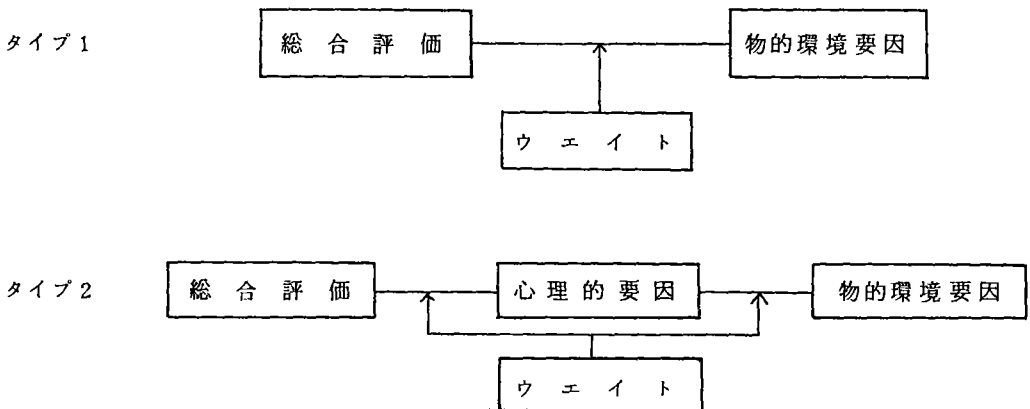 タイプ1
総合評価
物的環境要因
ウエイト
タイプ2
総合評価
心理的要因
物的環境要因
ウエイト